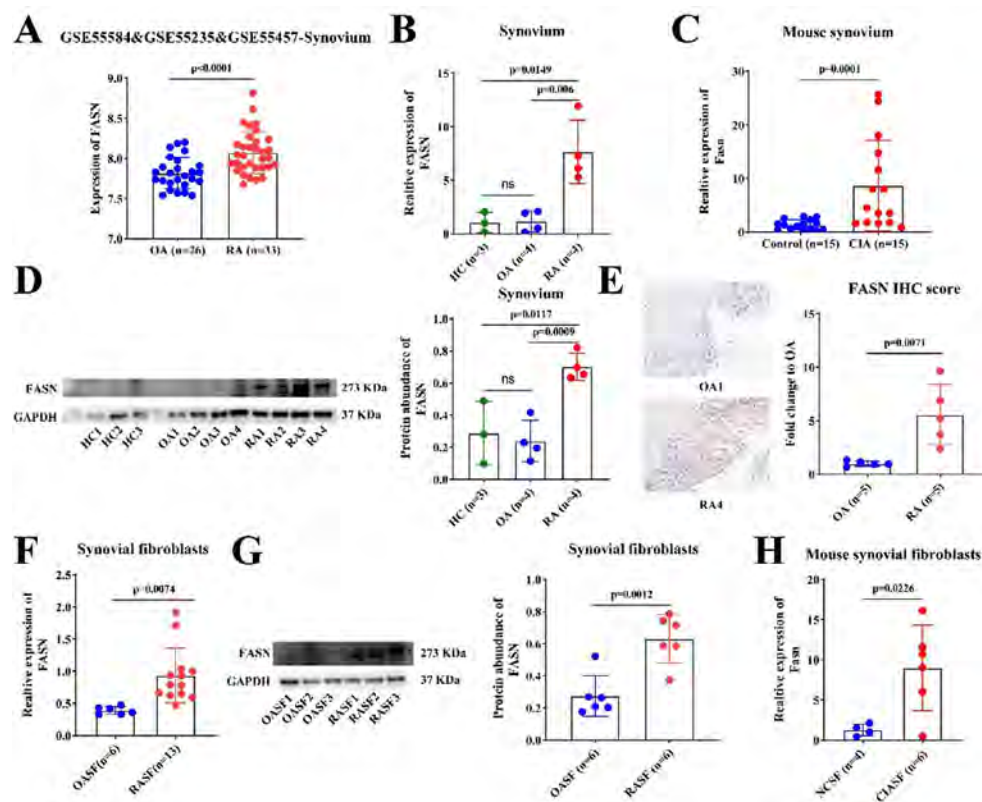 A
GSE55584&GSE55235&GSE55457-Synovium
p<0.0001
Expression of FASN
9.0
8.5
8.0
7.5
7.0
OA (n=26)
RA (n=33)
B
Synovium
p=0.0149
p=0.006
ns
Realtive expression of
FASN
15
10
5
0
HC (n=3)
OA (n=4)
RA (n=4)
C
Mouse synovium
p=0.0001
Realtive expression of
Fasn
30
20
10
0
Control (n=15)
CIA (n=15)
D
FASN
273 KDa
GAPDH
37 KDa
HC1
HC2
HC3
OA1
OA2
OA3
OA4
RA1
RA2
RA3
RA4
Synovium
p=0.0117
p=0.0009
ns
Protein abundance of
FASN
0.8
0.6
0.4
0.2
0.0
HC (n=3)
OA (n=4)
RA (n=4)
E
OA1
RA4
FASN IHC score
p=0.0071
Fold change to OA
15
10
5
0
OA (n=5)
RA (n=5)
F
Synovial fibroblasts
p=0.0074
Realtive expression of
FASN
2.5
2.0
1.5
1.0
0.5
0.0
OASF(n=6)
RASF(n=13)
G
FASN
273 KDa
GAPDH
37 KDa
OASF1
OASF2
OASF3
RASF1
RASF2
RASF3
Synovial fibroblasts
p=0.0012
Protein abundance of
FASN
1.0
0.8
0.6
0.4
0.2
0.0
OASF (n=6)
RASF (n=6)
H
Mouse synovial fibroblasts
p=0.0226
Relative expression of
Fasn
20
15
10
5
0
NCSF (n=4)
CIASF (n=6)